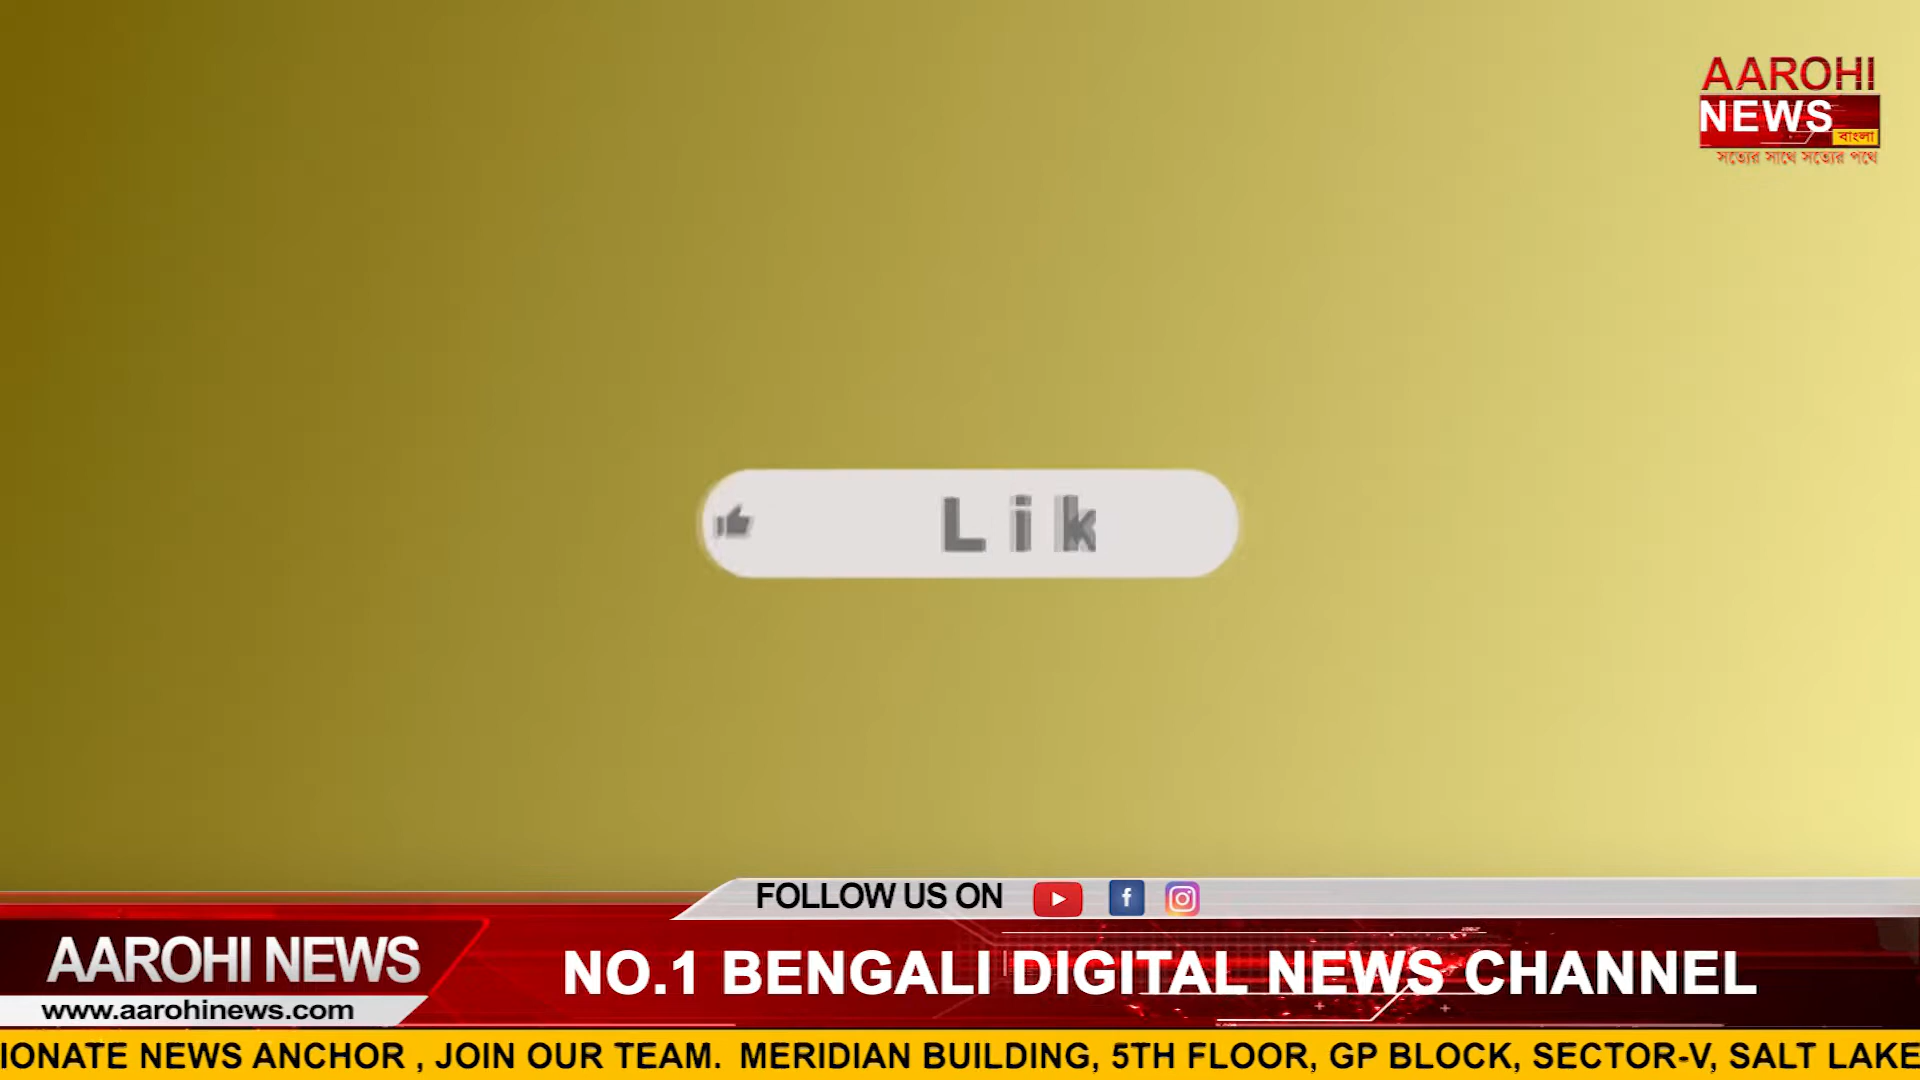 AAROHI
NEWS
বাংলা
সত্যের সাথে সত্যের পথে
Lik
FOLLOW US ON
AAROHI NEWS
NO.1 BENGALI DIGITAL NEWS CHANNEL
www.aarohinews.com
IONATE NEWS ANCHOR , JOIN OUR TEAM. MERIDIAN BUILDING, 5TH FLOOR, GP BLOCK, SECTOR-V, SALT LAKE